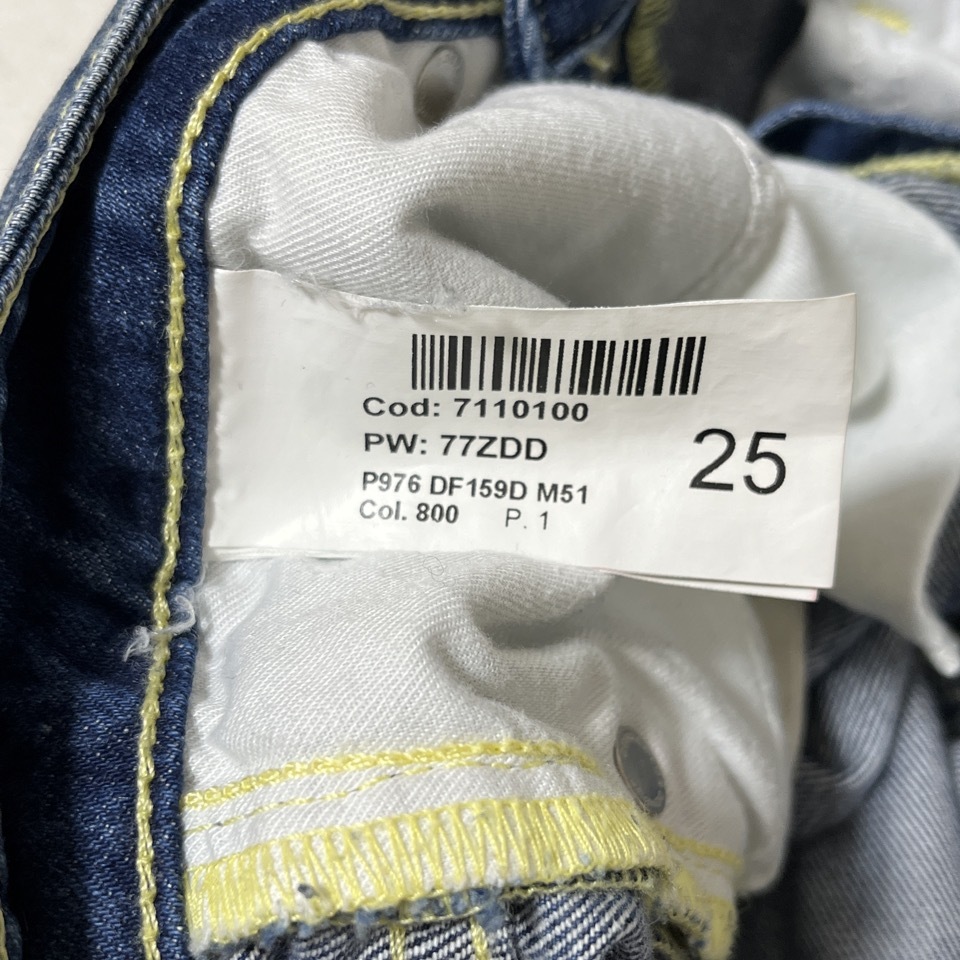 Cod: 7110100
PW: 77ZDD
25
P976 DF159D M51
Col. 800 P. 1